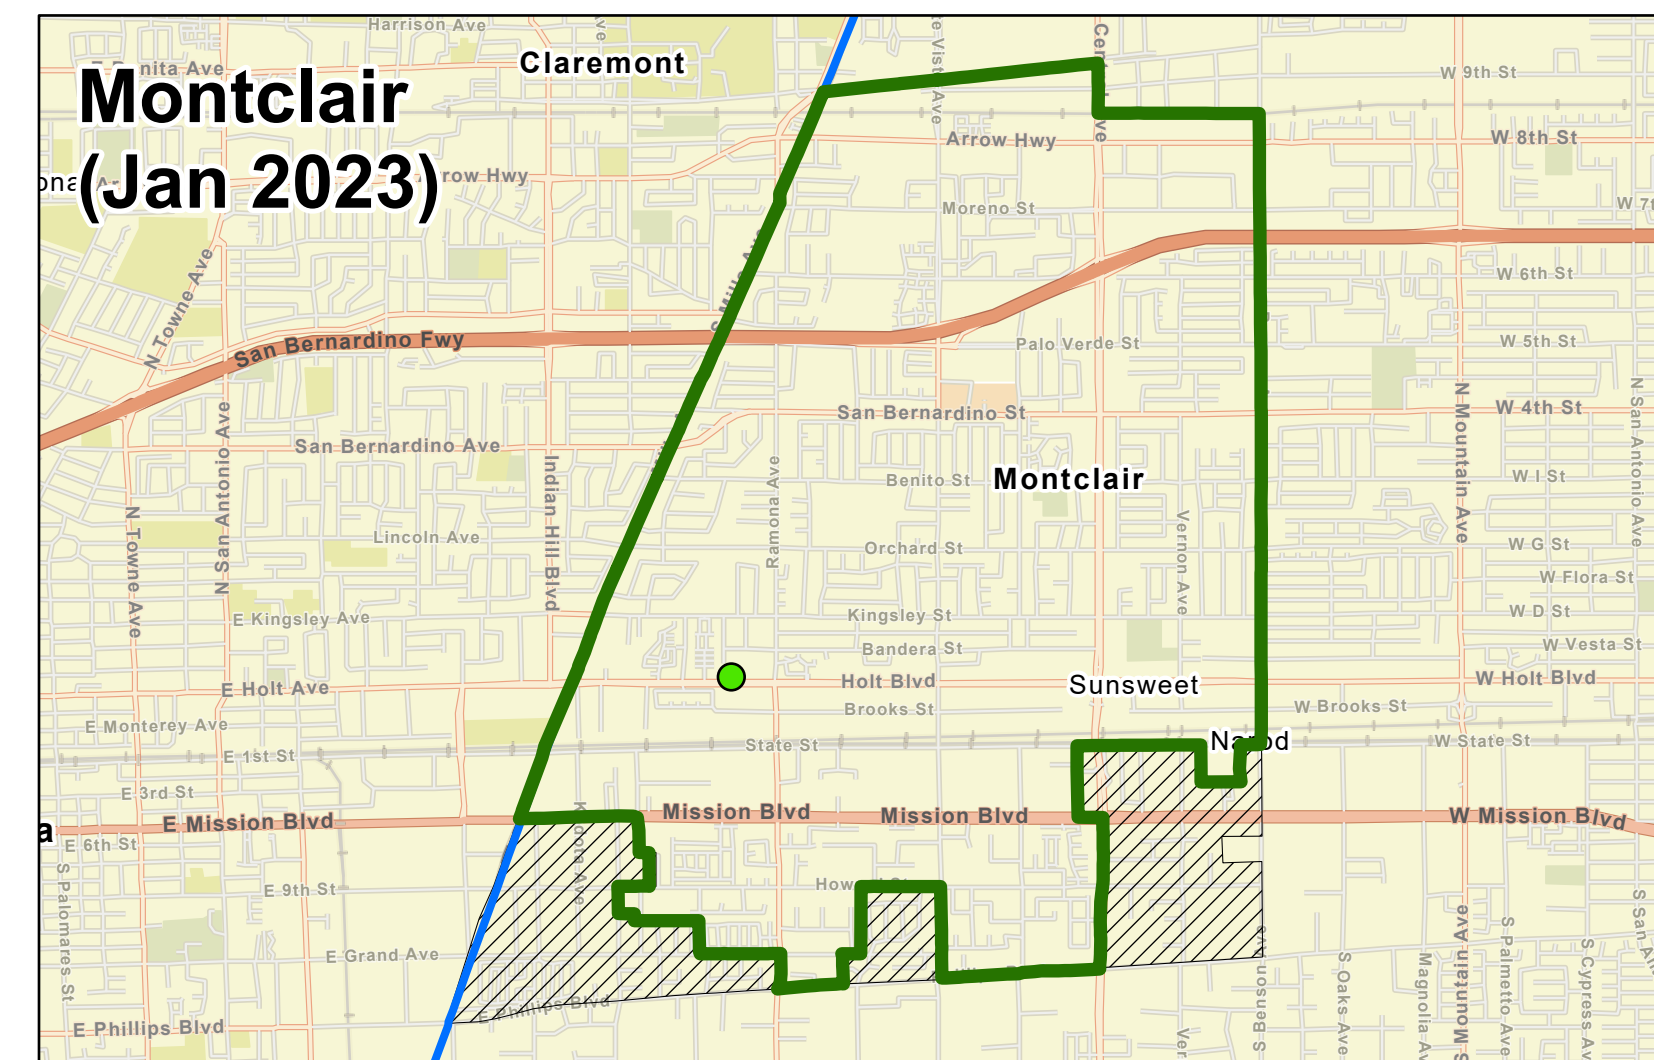 Harrison Ave
Claremont
Montclair
(Jan 2023)
W 9th St
Arrow Hwy
W 8th St
Moreno St
W 6th St
N Towne Ave
San Bernardino Fwy
Palo Verde St
W 5th St
San Bernardino St
W 4th St
San Bernardino Ave
N San Antonio Ave
Indian Hill Blvd
Ramona Ave
Benito St
Montclair
W I St
N Mountain Ave
N San Antonio Ave
N Towne Ave
Lincoln Ave
Orchard St
Vernon Ave
W G St
W Flora St
E Kingsley Ave
Kingsley St
W D St
Bandera St
W Vesta St
E Holt Ave
Holt Blvd
Sunsweet
W Holt Blvd
E Monterey Ave
Brooks St
W Brooks St
E 1st St
State St
Narod
W State St
E 3rd St
E Mission Blvd
Mission Blvd
Mission Blvd
W Mission Blvd
E 6th St
S Palomares St
E 9th St
E Grand Ave
E Phillips Blvd
E Phillips Blvd
S Oaks Ave
S Mountain Ave
S Palmetto Ave